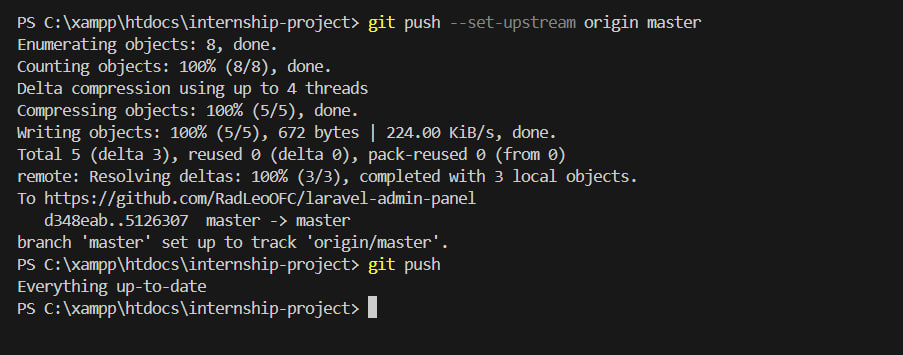 PS C:\xampp\htdocs\internship-project> git push --set-upstream origin master
Enumerating objects: 8, done.
Counting objects: 100% (8/8), done.
Delta compression using up to 4 threads
Compressing objects: 100% (5/5), done.
Writing objects: 100% (5/5), 672 bytes | 224.00 KiB/s, done.
Total 5 (delta 3), reused 0 (delta 0), pack-reused 0 (from 0)
remote: Resolving deltas: 100% (3/3), completed with 3 local objects.
To https://github.com/RadLeoOFC/laravel-admin-panel
   d348eab..5126307  master -> master
branch 'master' set up to track 'origin/master'.
PS C:\xampp\htdocs\internship-project> git push
Everything up-to-date
PS C:\xampp\htdocs\internship-project>